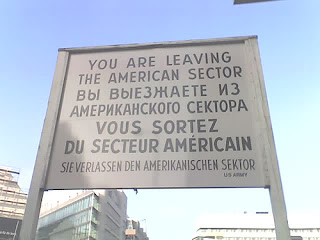 YOU ARE LEAVING
THE AMERICAN SECTOR
ВЫ ВЫЕЗЖАЕТЕ ИЗ
АМЕРИКАНСКОГО СЕКТОРА
VOUS SORTEZ
DU SECTEUR AMÉRICAIN
SIE VERLASSEN DEN AMERIKANISCHEN SEKTOR
US ARMY